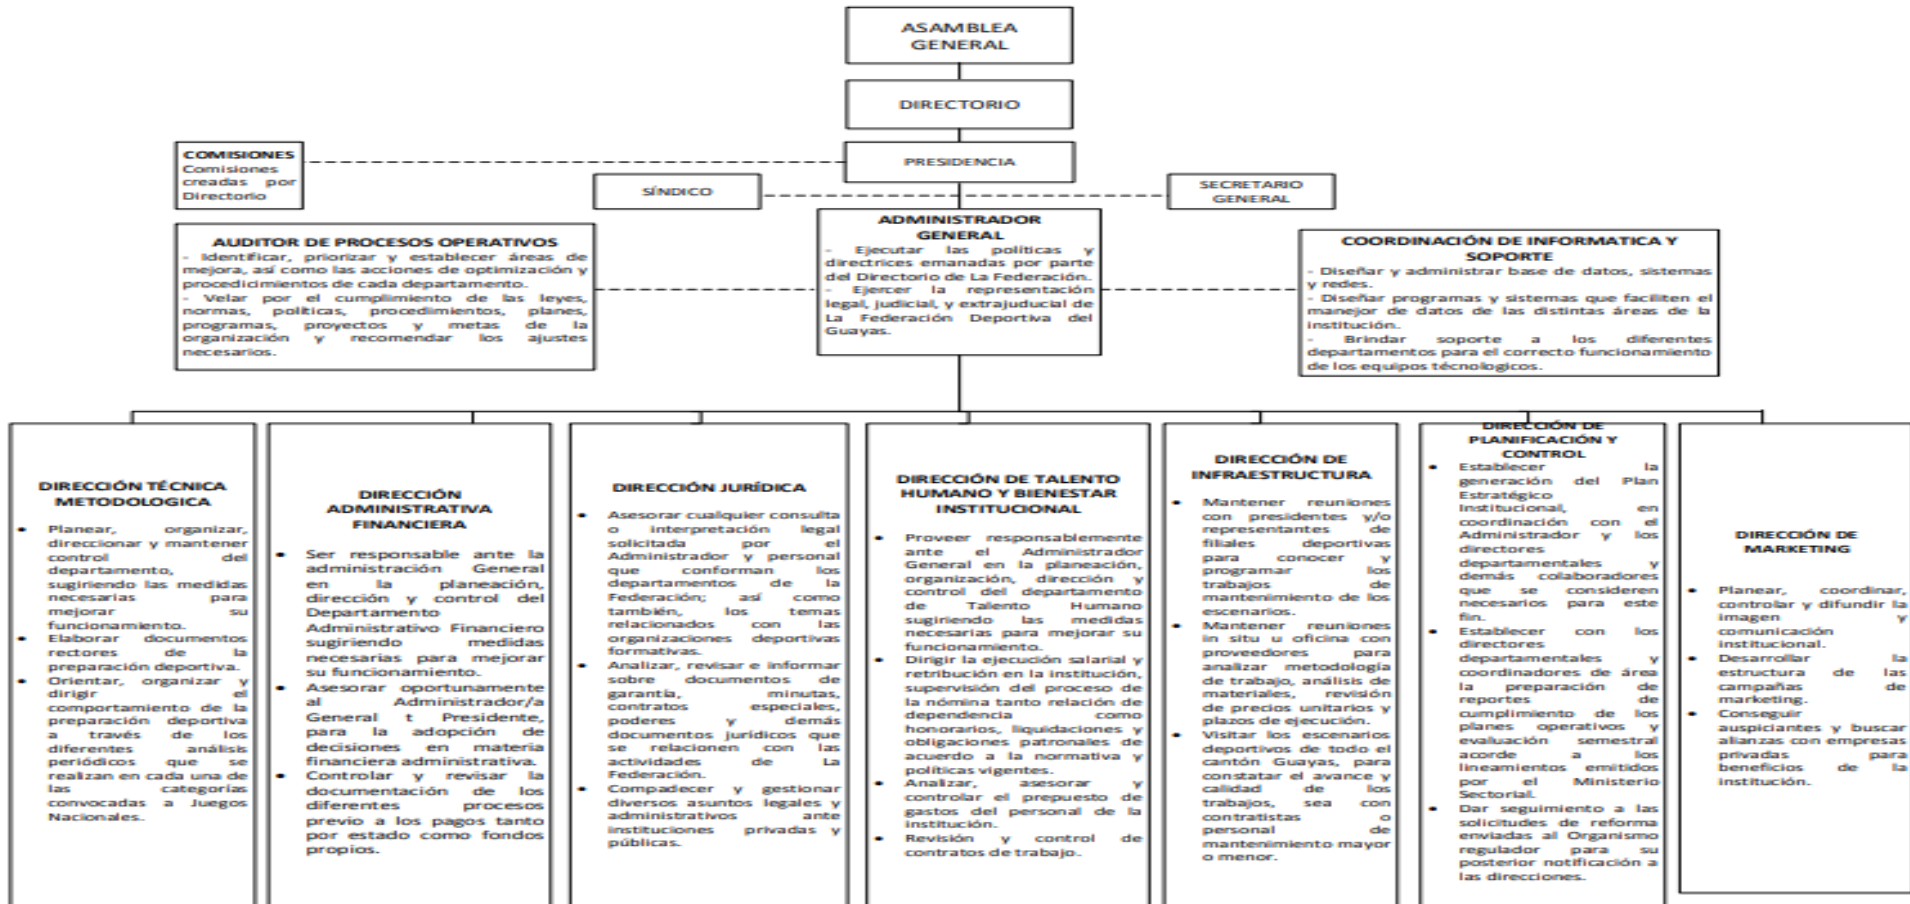 ASAMBLEA
GENERAL
DIRECTORIO
PRESIDENCIA
COMISIONES
Comisiones
creadas por
Directorio
SÍNDICO
SECRETARIO
GENERAL
AUDITOR DE PROCESOS OPERATIVOS
- Identificar, priorizar y establecer áreas de
mejora, así como las acciones de optimización y
procedicimientos de cada departamento.
- Velar por el cumplimiento de las leyes,
normas, políticas, procedimientos, planes,
programas, proyectos y metas de la
organización y recomendar los ajustes
necesarios.
ADMINISTRADOR
GENERAL
- Ejecutar las políticas y
directrices emanadas por parte
del Directorio de La Federación.
- Ejercer la representación
legal, judicial, y extrajuducial de
La Federación Deportiva del
Guayas.
COORDINACIÓN DE INFORMATICA Y
SOPORTE
- Diseñar y administrar base de datos, sistemas
y redes.
- Diseñar programas y sistemas que faciliten el
manejor de datos de las distintas áreas de la
institución.
- Brindar soporte a los diferentes
departamentos para el correcto funcionamiento
de los equipos técnologicos.
DIRECCIÓN TÉCNICA
METODOLOGICA
• Planear, organizar,
direccionar y mantener
control del
departamento,
sugiriendo las medidas
necesarias para
mejorar su
funcionamiento.
• Elaborar documentos
rectores de la
preparación deportiva.
• Orientar, organizar y
dirigir el
comportamiento de la
preparación deportiva
a través de los
diferentes análisis
periódicos que se
realizan en cada una de
las categorías
convocadas a Juegos
Nacionales.
DIRECCIÓN
ADMINISTRATIVA
FINANCIERA
• Ser responsable ante la
administración General
en la planeación,
dirección y control del
Departamento
Administrativo Financiero
sugiriendo medidas
necesarias para mejorar
su funcionamiento.
• Asesorar oportunamente
al Administrador/a
General t Presidente,
para la adopción de
decisiones en materia
financiera administrativa.
• Controlar y revisar la
documentación de los
diferentes procesos
previo a los pagos tanto
por estado como fondos
propios.
DIRECCIÓN JURÍDICA
• Asesorar cualquier consulta
o interpretación legal
solicitada por el
Administrador y personal
que conforman los
departamentos de la
Federación; así como
también, los temas
relacionados con las
organizaciones deportivas
formativas.
• Analizar, revisar e informar
sobre documentos de
garantía, minutas,
contratos especiales,
poderes y demás
documentos jurídicos que
se relacionen con las
actividades de La
Federación.
• Compadecer y gestionar
diversos asuntos legales y
administrativos ante
instituciones privadas y
públicas.
DIRECCIÓN DE TALENTO
HUMANO Y BIENESTAR
INSTITUCIONAL
• Proveer responsablemente
ante el Administrador
General en la planeación,
organización, dirección y
control del departamento
de Talento Humano
sugiriendo las medidas
necesarias para mejorar su
funcionamiento.
• Dirigir la ejecución salarial y
retribución en la institución,
supervisión del proceso de
la nómina tanto relación de
dependencia como
honorarios, liquidaciones y
obligaciones patronales de
acuerdo a la normativa y
políticas vigentes.
• Analizar, asesorar y
controlar el prepuesto de
gastos del personal de la
institución.
• Revisión y control de
contratos de trabajo.
DIRECCIÓN DE
INFRAESTRUCTURA
• Mantener reuniones
con presidentes y/o
representantes de
filiales deportivas
para conocer y
programar los
trabajos de
mantenimiento de los
escenarios.
• Mantener reuniones
in situ u oficina con
proveedores para
analizar metodología
de trabajo, análisis de
materiales, revisión
de precios unitarios y
plazos de ejecución.
• Visitar los escenarios
deportivos de todo el
cantón Guayas, para
constatar el avance y
calidad de los
trabajos, sea con
contratistas o
personal de
mantenimiento mayor
o menor.
DIRECCIÓN DE
PLANIFICACIÓN Y
CONTROL
• Establecer la
generación del Plan
Estratégico
Institucional, en
coordinación con el
Administrador y los
directores
departamentales y
demás colaboradores
que se consideren
necesarios para este
fin.
• Establecer con los
directores
departamentales y
coordinadores de área
la preparación de
reportes de
cumplimiento de los
planes operativos y
evaluación semestral
acorde a los
lineamientos emitidos
por el Ministerio
Sectorial.
• Dar seguimiento a las
solicitudes de reforma
enviadas al Organismo
regulador para su
posterior notificación a
las direcciones.
DIRECCIÓN DE
MARKETING
• Planear, coordinar,
controlar y difundir la
imagen y
comunicación
institucional.
• Desarrollar la
estructura de las
campañas de
marketing.
• Conseguir
auspiciantes y buscar
alianzas con empresas
privadas para
beneficios de la
institución.